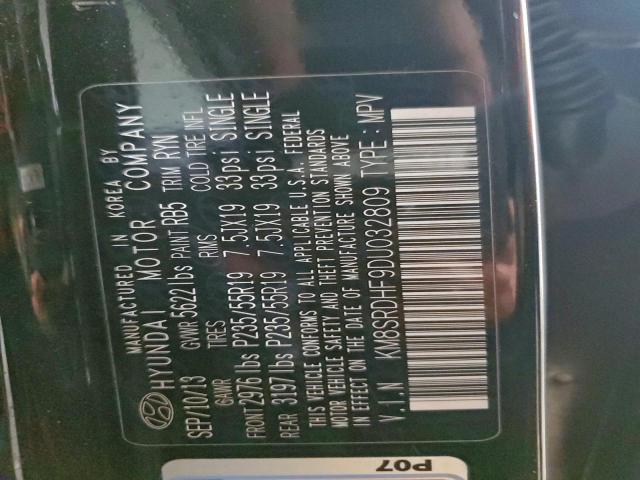 MANUFACTURED IN KOREA BY
HYUNDAI MOTOR COMPANY
SEP/10/13 GVWR 5622lbs PAINT RB5 TRIM RYN
GAWR TIRES RIMS COLD TIRE INFL
FRONT 2976 lbs P235/55R19 7.5JX19 33psi SINGLE
REAR 3197lbs P235/55R19 7.5JX19 33psi SINGLE
THIS VEHICLE CONFORMS TO ALL APPLICABLE U.S.A. FEDERAL
MOTOR VEHICLE SAFETY AND THEFT PREVENTION STANDARDS
IN EFFECT ON THE DATE OF MANUFACTURE SHOWN ABOVE
V.I.N KM8SRDHF9DU032809 TYPE : MPV
P07